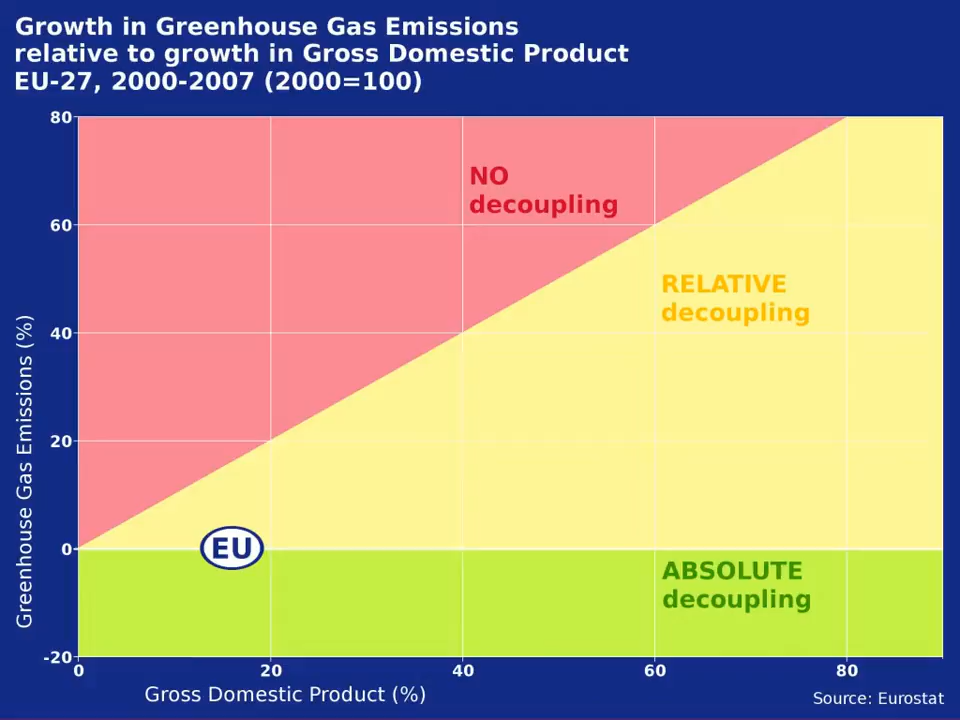 Growth in Greenhouse Gas Emissions
relative to growth in Gross Domestic Product
EU-27, 2000-2007 (2000=100)
80
NO
decoupling
60
RELATIVE
decoupling
40
Greenhouse Gas Emissions (%)
20
0
EU
ABSOLUTE
decoupling
-20
0 20 40 60 80
Gross Domestic Product (%)
Source: Eurostat